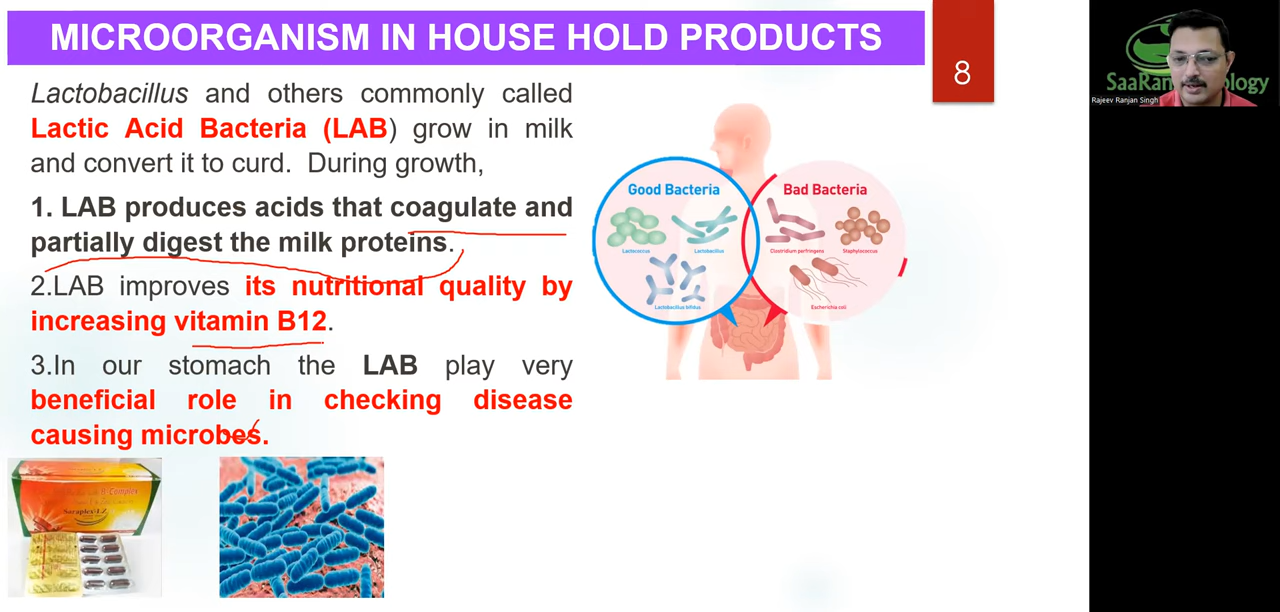 MICROORGANISM IN HOUSE HOLD PRODUCTS
8
Lactobacillus and others commonly called
Lactic Acid Bacteria (LAB) grow in milk
and convert it to curd. During growth,
1. LAB produces acids that coagulate and
partially digest the milk proteins.
2.LAB improves its nutritional quality by
increasing vitamin B12.
3.In our stomach the LAB play very
beneficial role in checking disease
causing microbes.
Good Bacteria
Lactococcus
Lactobacillus
Lactobacillus bifidus
Bad Bacteria
Clostridium perfringens
Staphylococcus
Escherichia coli
Rajeev Ranjan Singh